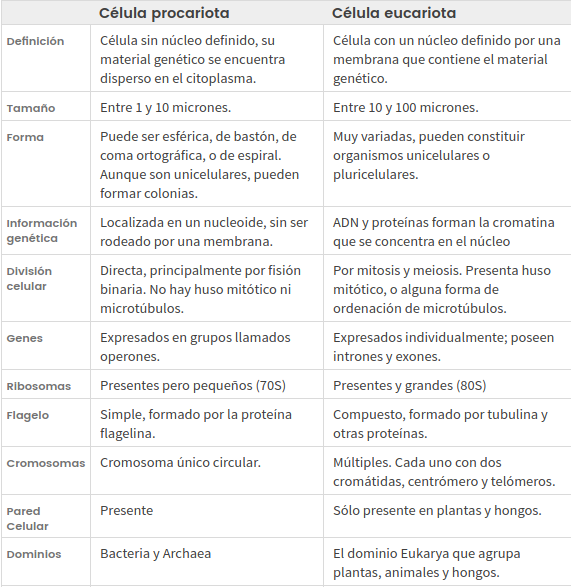 Célula procariota Célula eucariota
Definición
Célula sin núcleo definido, su
material genético se encuentra
disperso en el citoplasma.
Célula con un núcleo definido por una
membrana que contiene el material
genético.
Tamaño
Entre 1 y 10 micrones.
Entre 10 y 100 micrones.
Forma
Puede ser esférica, de bastón, de
coma ortográfica, o de espiral.
Aunque son unicelulares, pueden
formar colonias.
Muy variadas, pueden constituir
organismos unicelulares o
pluricelulares.
Información
genética
Localizada en un nucleoide, sin ser
rodeado por una membrana.
ADN y proteínas forman la cromatina
que se concentra en el núcleo
División
celular
Directa, principalmente por fisión
binaria. No hay huso mitótico ni
microtúbulos.
Por mitosis y meiosis. Presenta huso
mitótico, o alguna forma de
ordenación de microtúbulos.
Genes
Expresados en grupos llamados
operones.
Expresados individualmente; poseen
intrones y exones.
Ribosomas
Presentes pero pequeños (70S)
Presentes y grandes (80S)
Flagelo
Simple, formado por la proteína
flagelina.
Compuesto, formado por tubulina y
otras proteínas.
Cromosomas
Cromosoma único circular.
Múltiples. Cada uno con dos
cromátidas, centrómero y telómeros.
Pared
Celular
Presente
Sólo presente en plantas y hongos.
Dominios
Bacteria y Archaea
El dominio Eukarya que agrupa
plantas, animales y hongos.